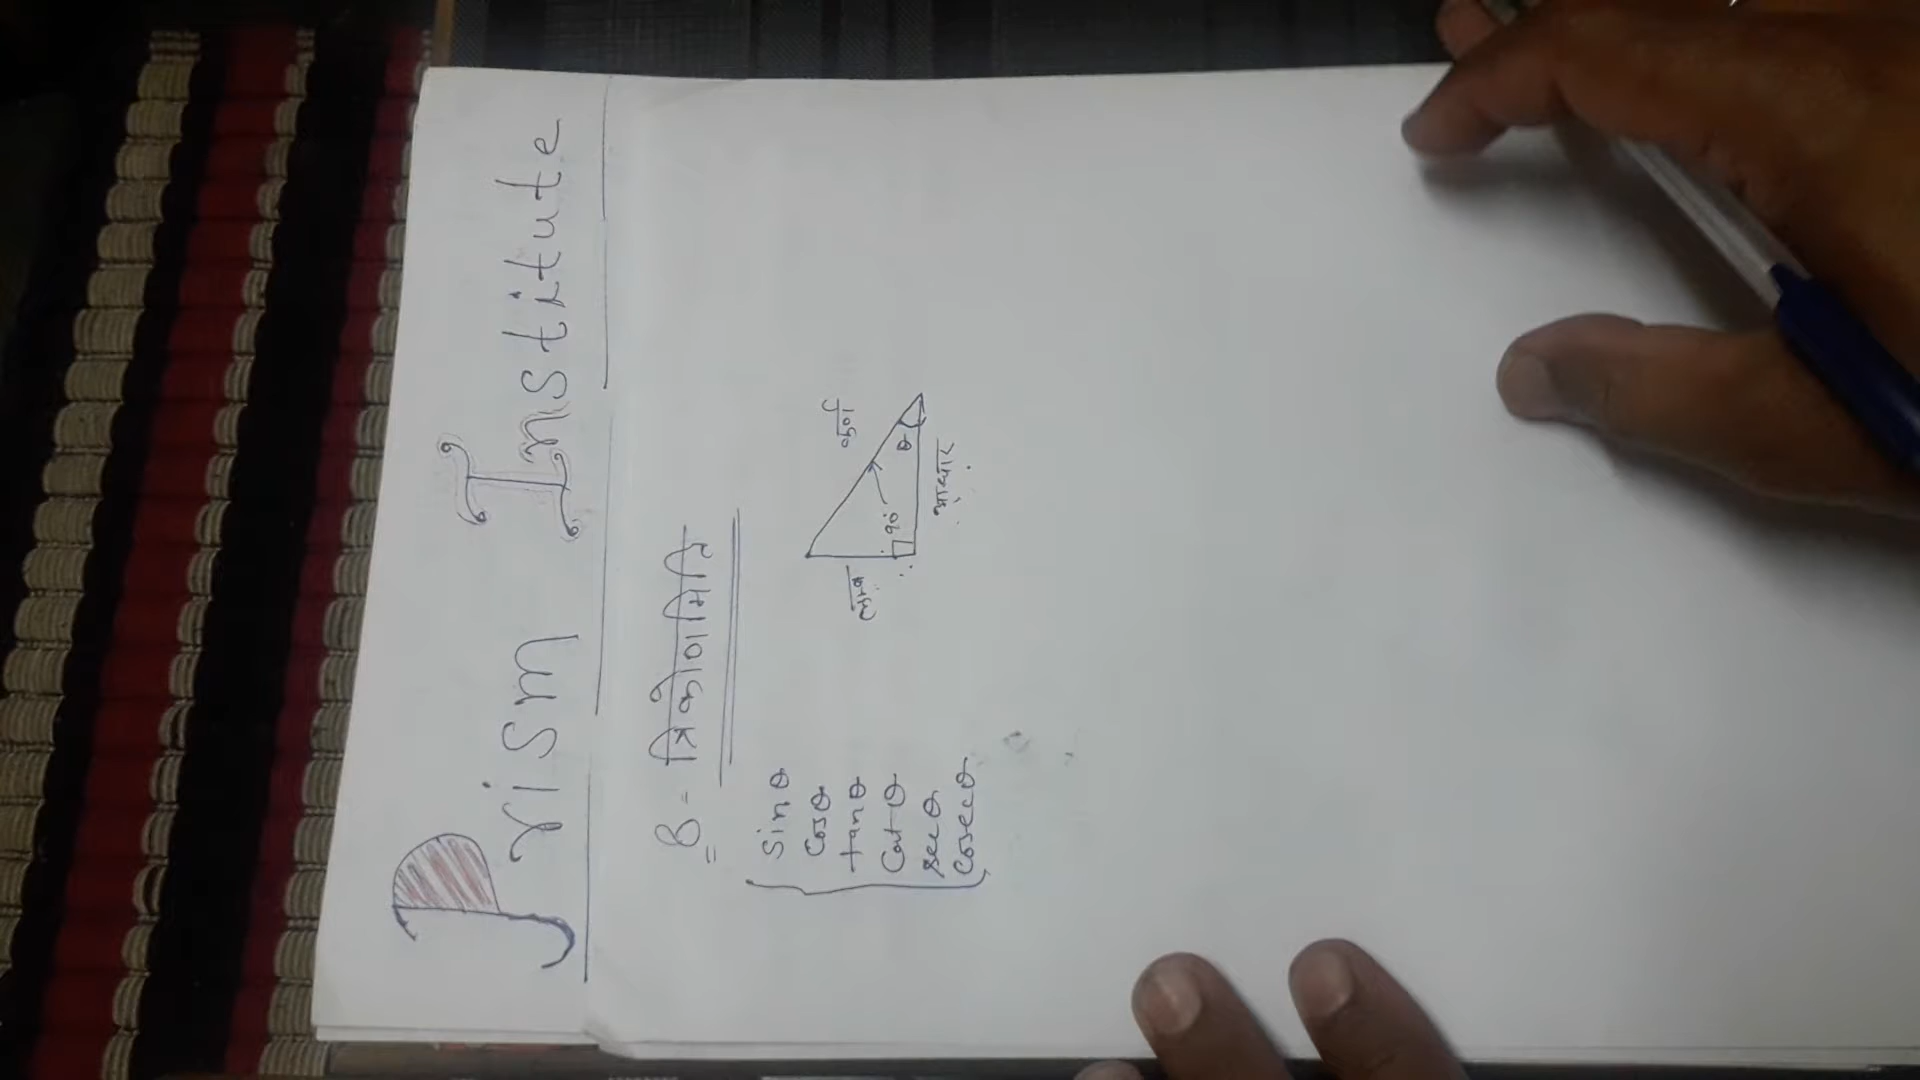 Prism Institute
8 - त्रिकोणमिति
Sinθ
Cosθ
tanθ
Cotθ
secθ
Cosecθ
कर्ण
θ
90°
लम्ब
आधार